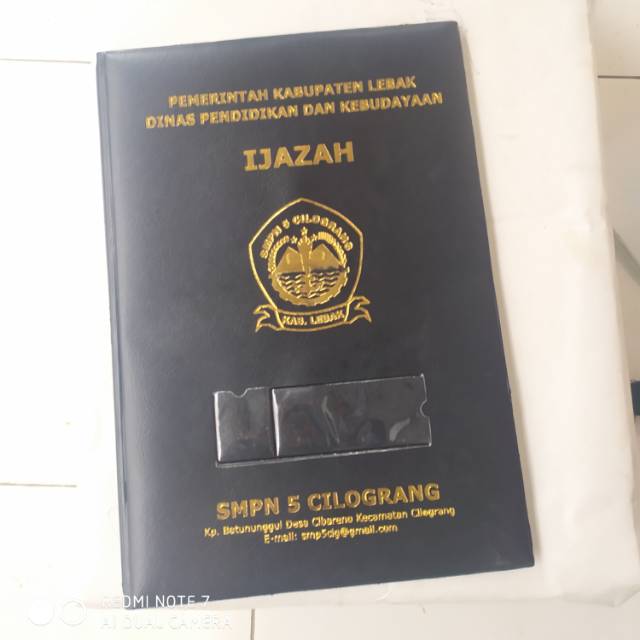 PEMERINTAH KABUPATEN LEBAK
DINAS PENDIDIKAN DAN KEBUDAYAAN
IJAZAH
SMPN 5 CILOGRANG
KAB. LEBAK
SMPN 5 CILOGRANG
Kp. Batununggul Desa Cibareno Kecamatan Cilograng
E-mail: smp5clg@gmail.com
REDMI NOTE 7
AI DUAL CAMERA